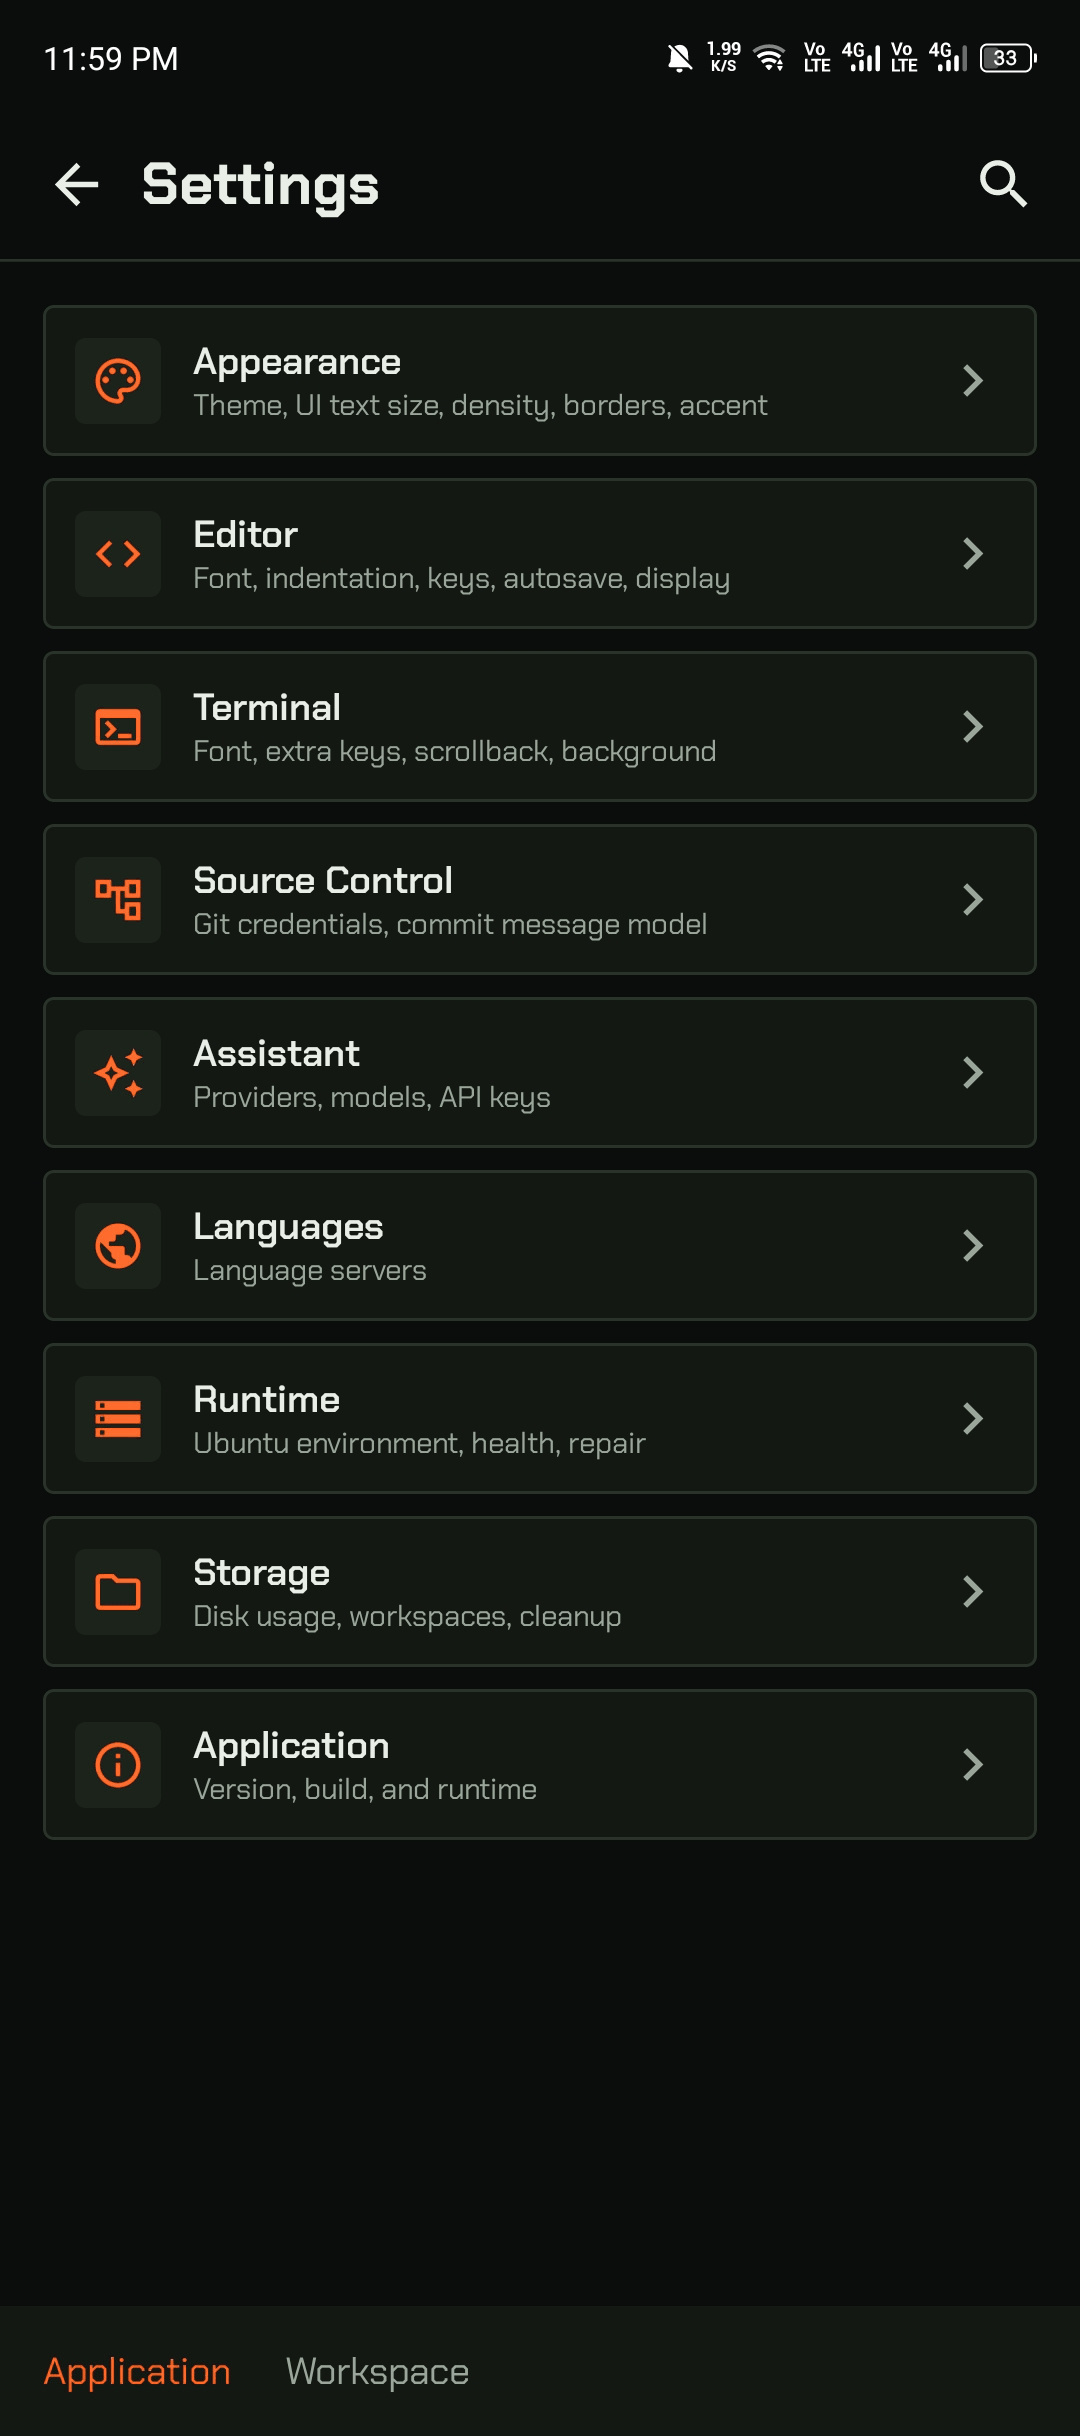 11:59 PM
1.99 K/S
Vo LTE 4G Vo LTE 4G 33
Settings
Appearance
Theme, UI text size, density, borders, accent
Editor
Font, indentation, keys, autosave, display
Terminal
Font, extra keys, scrollback, background
Source Control
Git credentials, commit message model
Assistant
Providers, models, API keys
Languages
Language servers
Runtime
Ubuntu environment, health, repair
Storage
Disk usage, workspaces, cleanup
Application
Version, build, and runtime
Application
Workspace